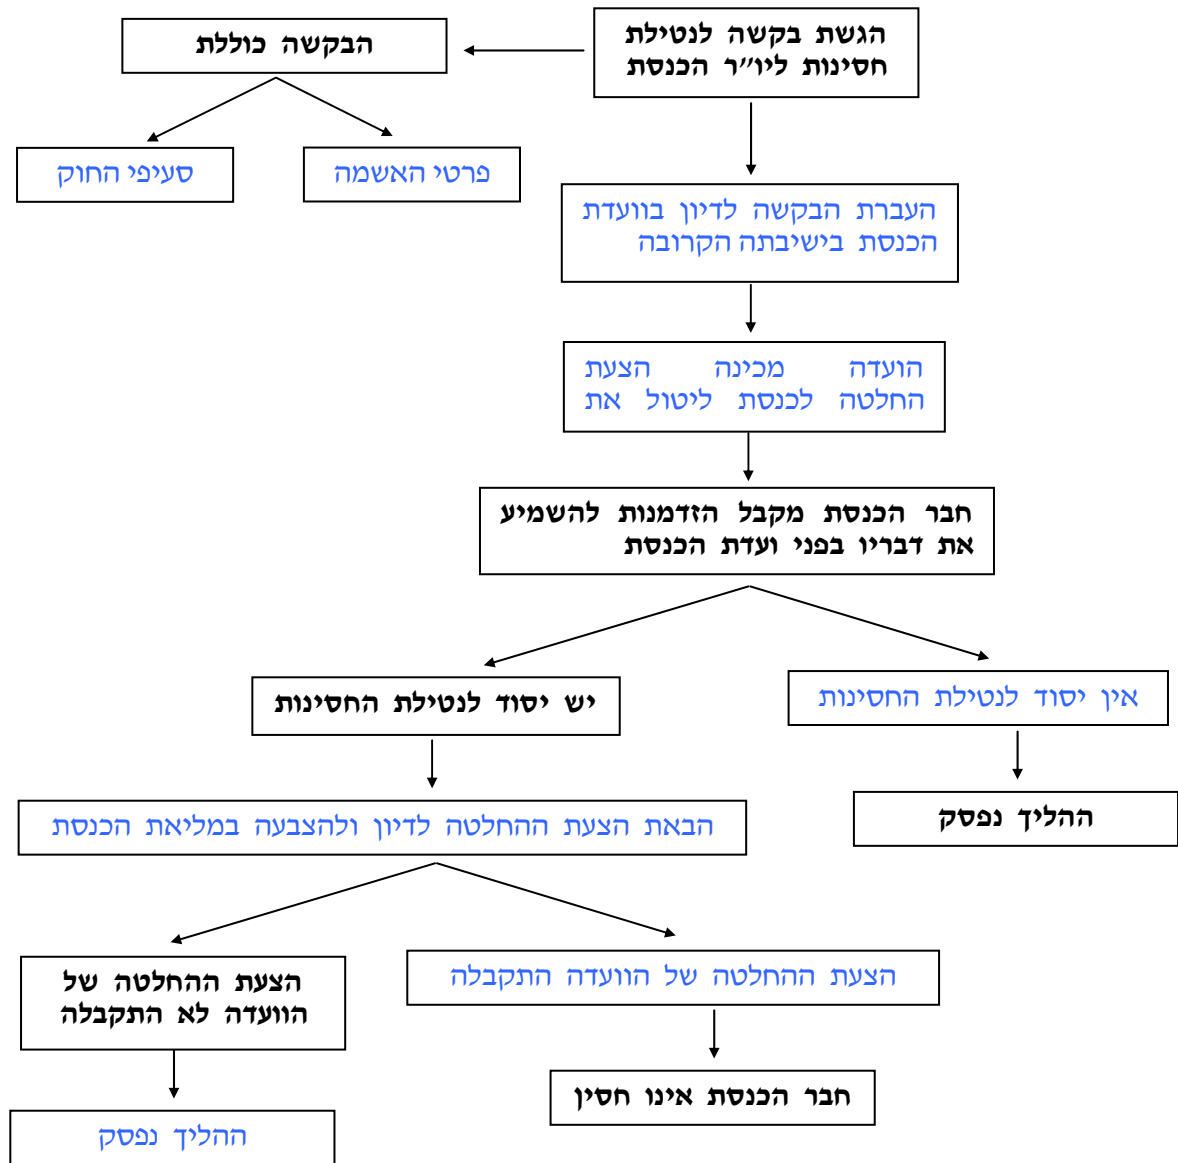 הגשת בקשה לנטילת
חסינות ליו״ר הכנסת
הבקשה כוללת
פרטי האשמה
סעיפי החוק
העברת הבקשה לדיון בוועדת
הכנסת בישיבתה הקרובה
הועדה מכינה הצעת
החלטה לכנסת ליטול את
חבר הכנסת מקבל הזדמנות להשמיע
את דבריו בפני ועדת הכנסת
אין יסוד לנטילת החסינות
יש יסוד לנטילת החסינות
ההליך נפסק
הבאת הצעת ההחלטה לדיון ולהצבעה במליאת הכנסת
הצעת ההחלטה של הוועדה התקבלה
הצעת ההחלטה של
הוועדה לא התקבלה
חבר הכנסת אינו חסין
ההליך נפסק